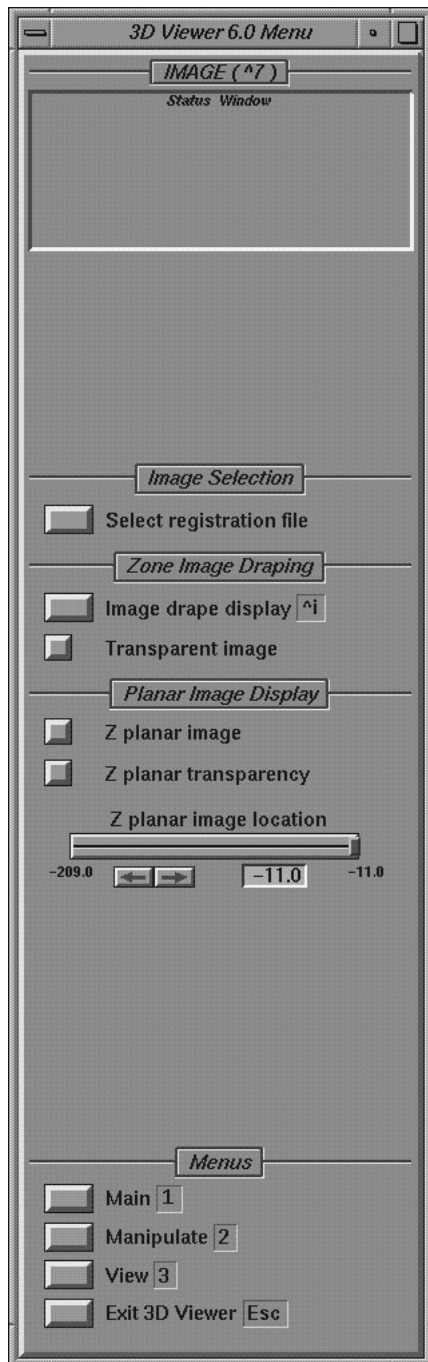 3D Viewer 6.0 Menu
IMAGE ( ^7 )
Status Window
Image Selection
Select registration file
Zone Image Draping
Image drape display ^i
Transparent image
Planar Image Display
Z planar image
Z planar transparency
Z planar image location
-209.0 -11.0 -11.0
Menus
Main 1
Manipulate 2
View 3
Exit 3D Viewer Esc